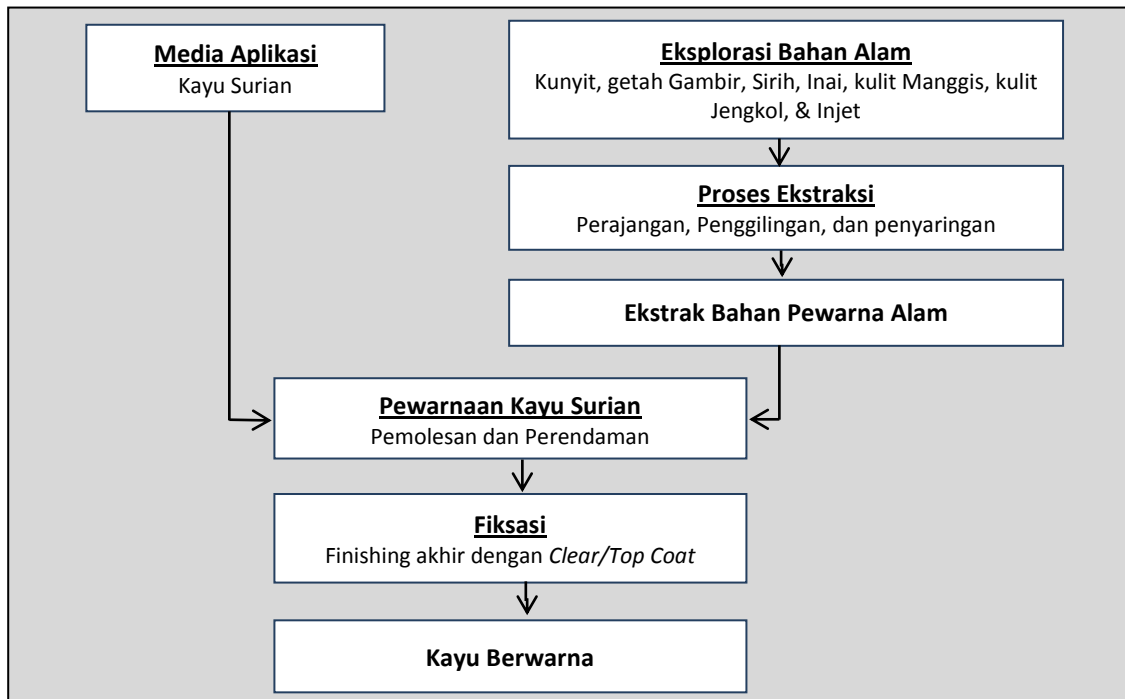 Media Aplikasi
Kayu Surian
Eksplorasi Bahan Alam
Kunyit, getah Gambir, Sirih, Inai, kulit Manggis, kulit
Jengkol, & Injet
Proses Ekstraksi
Perajangan, Penggilingan, dan penyaringan
Ekstrak Bahan Pewarna Alam
Pewarnaan Kayu Surian
Pemolesan dan Perendaman
Fiksasi
Finishing akhir dengan Clear/Top Coat
Kayu Berwarna